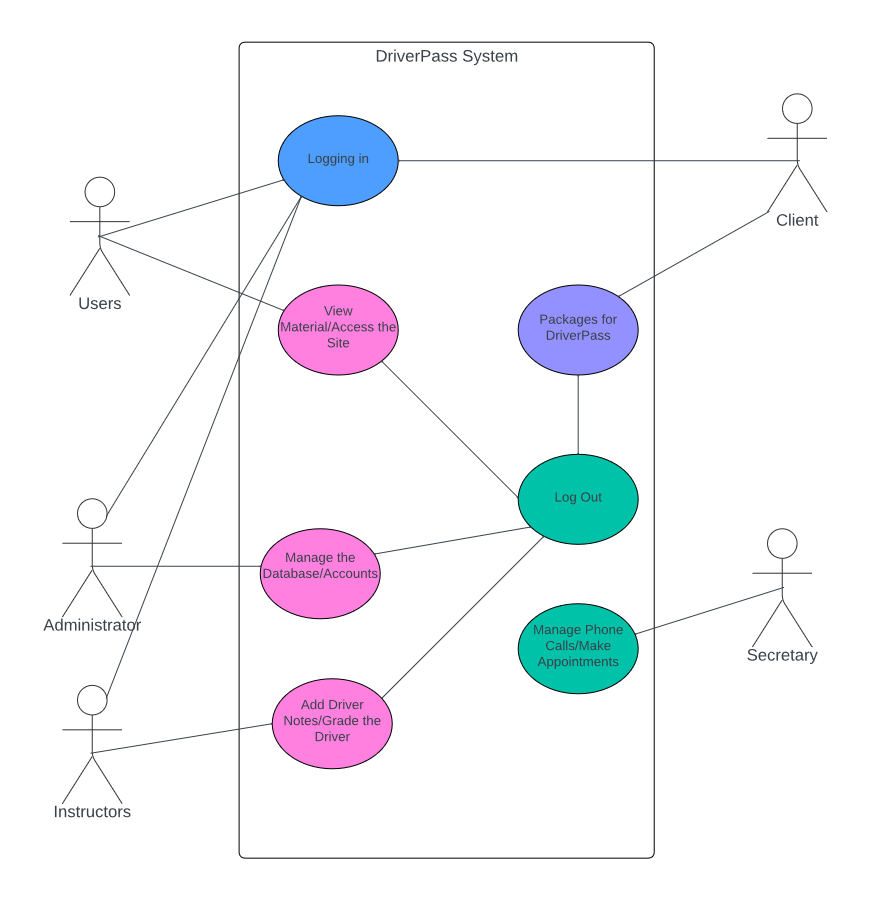 DriverPass System
Logging in
Client
Users
View
Material/Access the
Site
Packages for
DriverPass
Log Out
Manage the
Database/Accounts
Administrator
Manage Phone
Calls/Make
Appointments
Secretary
Add Driver
Notes/Grade the
Driver
Instructors